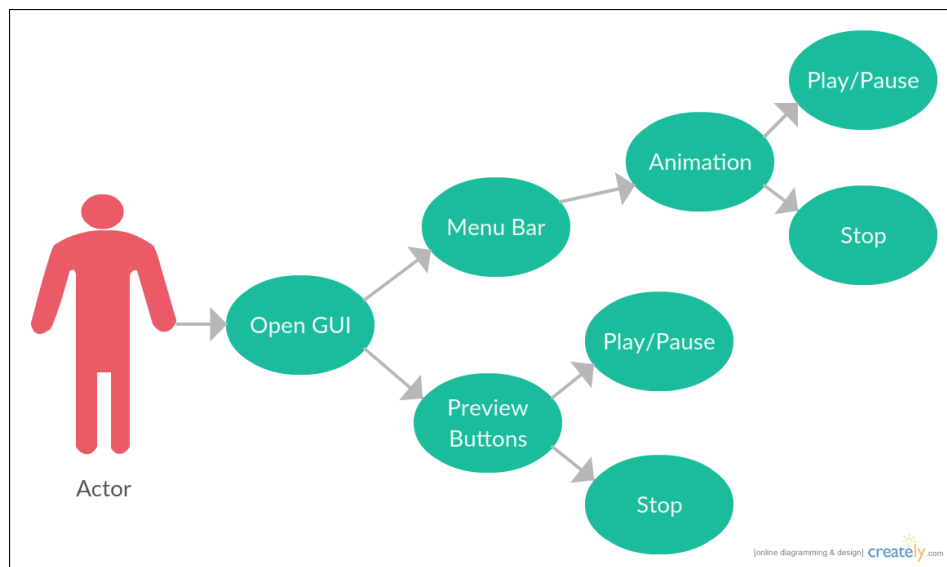 Play/Pause
Animation
Menu Bar
Stop
Open GUI
Play/Pause
Preview
Buttons
Actor
Stop
[online diagramming & design] creately.com